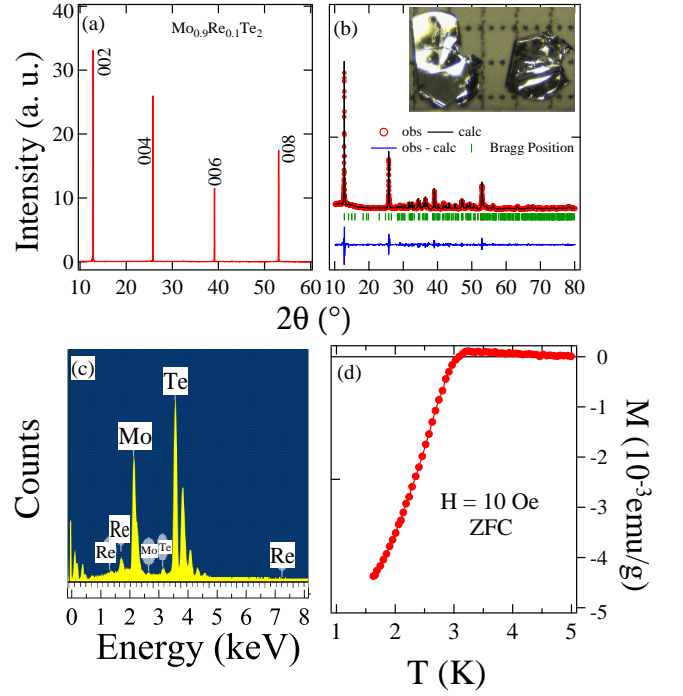 (a)
Mo0.9Re0.1Te2
Intensity (a. u.)
40
30
20
10
0
002
004
006
008
10 20 30 40 50 60
(b)
obs calc
obs - calc Bragg Position
10 20 30 40 50 60 70 80
2θ (°)
(c)
Counts
Te
Mo
Re
Re
Mo
Te
Re
0 1 2 3 4 5 6 7 8
Energy (keV)
(d)
H = 10 Oe
ZFC
0
-1
-2
-3
-4
-5
M (10-3emu/g)
1 2 3 4 5
T (K)